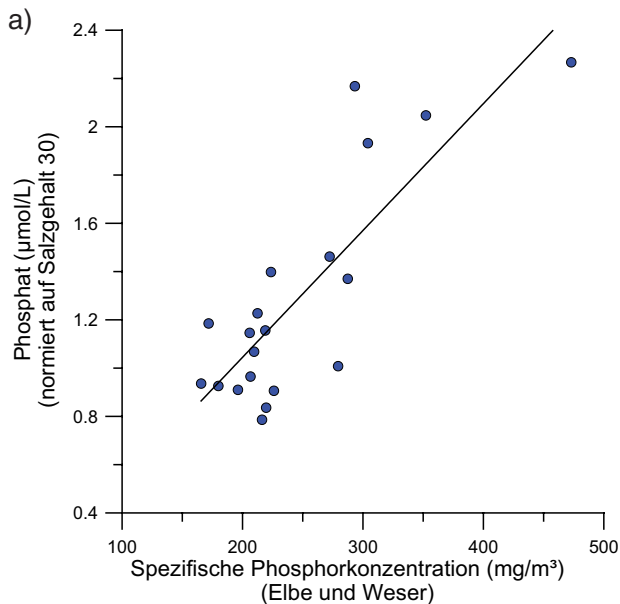 a)
2.4
2
1.6
1.2
0.8
0.4
Phosphat (µmol/L)
(normiert auf Salzgehalt 30)
100 200 300 400 500
Spezifische Phosphorkonzentration (mg/m³)
(Elbe und Weser)